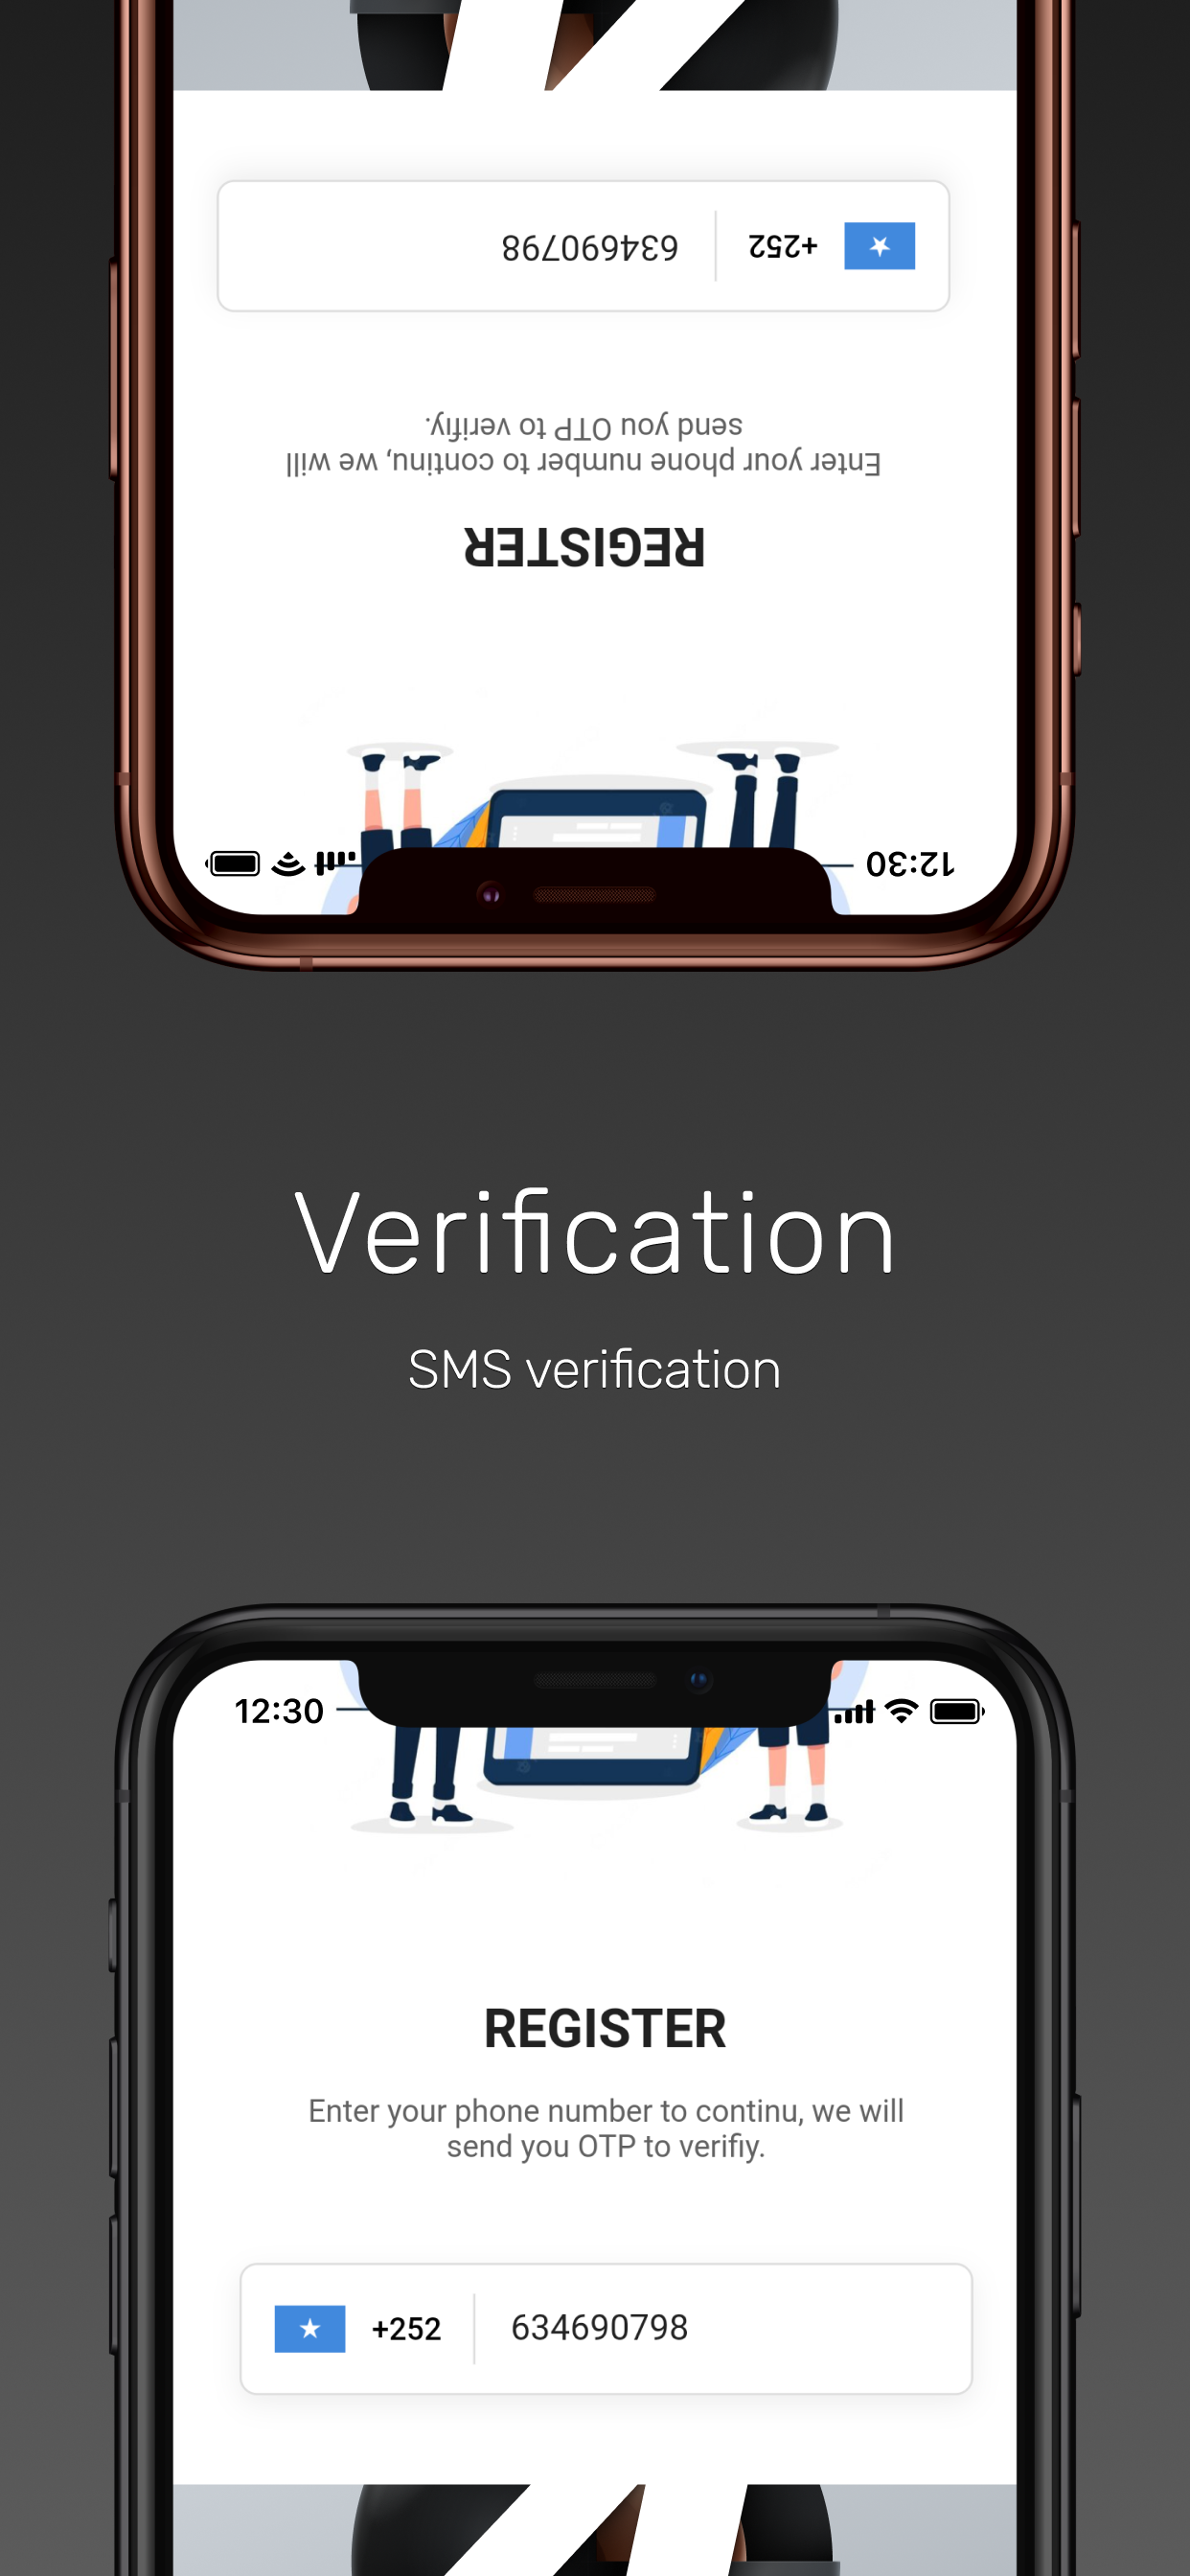 634690798
+252
Enter your phone number to continu, we will
send you OTP to verifiy.
REGISTER
12:30
Verification
SMS verification
12:30
REGISTER
Enter your phone number to continu, we will
send you OTP to verifiy.
+252 634690798